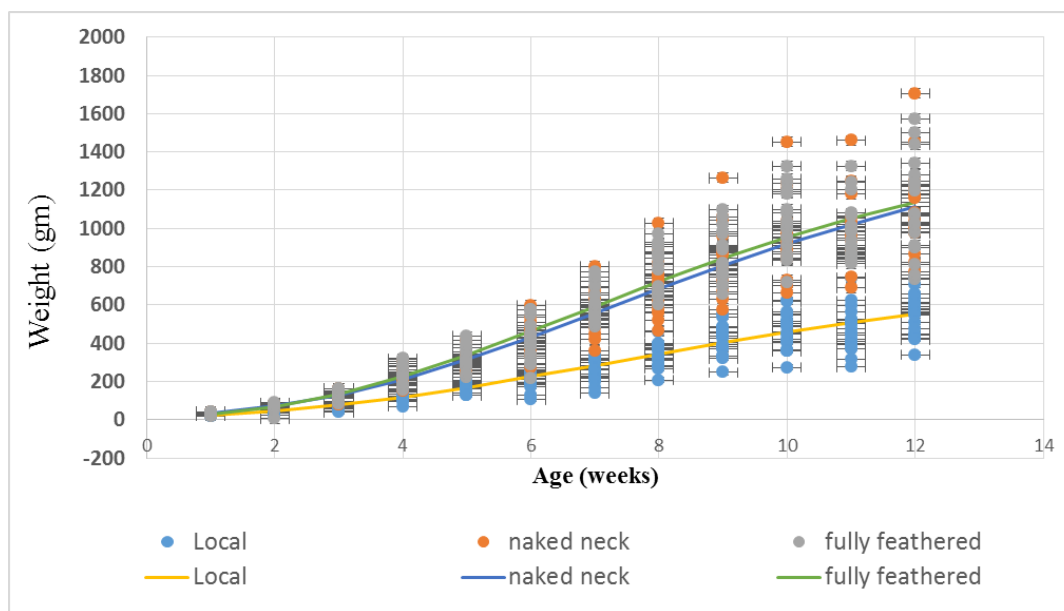 2000
1800
1600
1400
1200
1000
800
600
400
200
0
-200
Weight (gm)
0 2 4 6 8 10 12 14
Age (weeks)
Local naked neck fully feathered
Local naked neck fully feathered